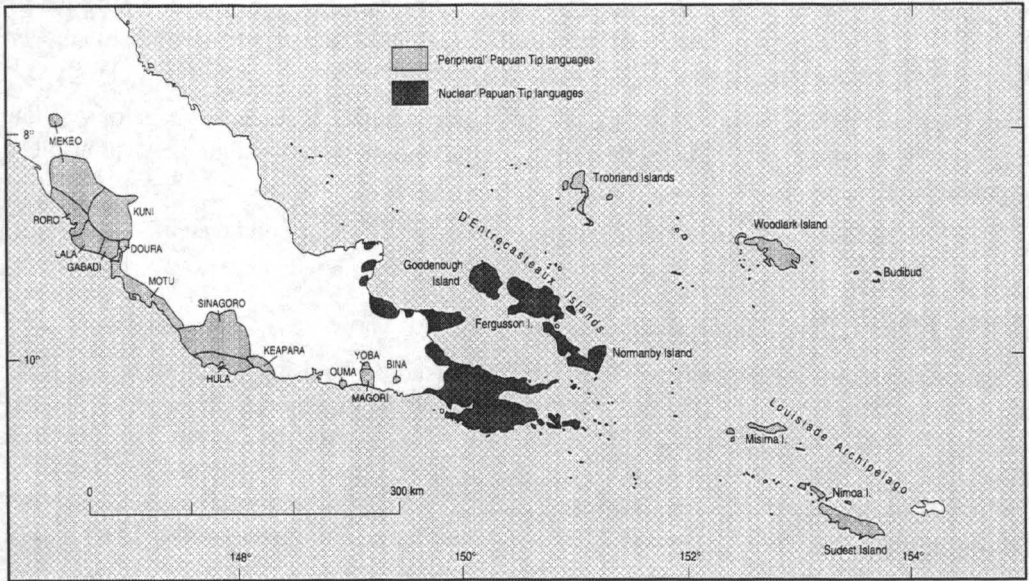 'Peripheral' Papuan Tip languages
'Nuclear' Papuan Tip languages
8°
MEKEO
KUNI
RORO
LALA
DOURA
GABADI
MOTU
SINAGORO
KEAPARA
HULA
10°
OUMA
YOBA
BINA
MAGORI
Trobriand Islands
Woodlark Island
Budibud
D'Entrecasteaux Islands
Goodenough
Island
Fergusson I.
Normanby Island
Louisiade Archipelago
Misima I.
Nimoa I.
Sudest Island
0
300 km
148°
150°
152°
154°